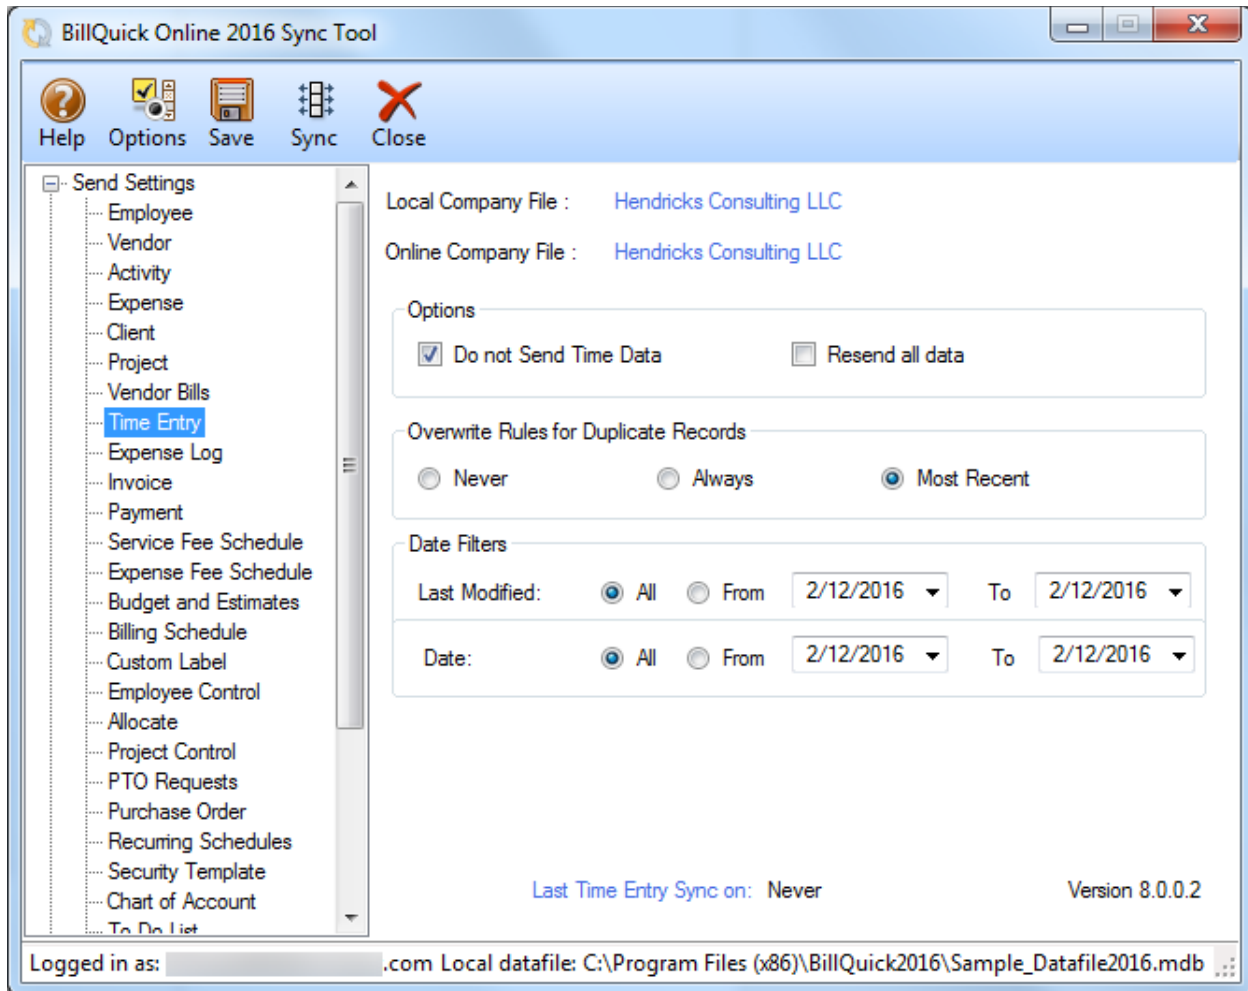 BillQuick Online 2016 Sync Tool
Help Options Save Sync Close
Send Settings
Employee
Vendor
Activity
Expense
Client
Project
Vendor Bills
Time Entry
Expense Log
Invoice
Payment
Service Fee Schedule
Expense Fee Schedule
Budget and Estimates
Billing Schedule
Custom Label
Employee Control
Allocate
Project Control
PTO Requests
Purchase Order
Recurring Schedules
Security Template
Chart of Account
To Do List
Local Company File : Hendricks Consulting LLC
Online Company File : Hendricks Consulting LLC
Options
Do not Send Time Data Resend all data
Overwrite Rules for Duplicate Records
Never Always Most Recent
Date Filters
Last Modified: All From 2/12/2016 To 2/12/2016
Date: All From 2/12/2016 To 2/12/2016
Last Time Entry Sync on: Never Version 8.0.0.2
Logged in as: .com Local datafile: C:\Program Files (x86)\BillQuick2016\Sample_Datafile2016.mdb